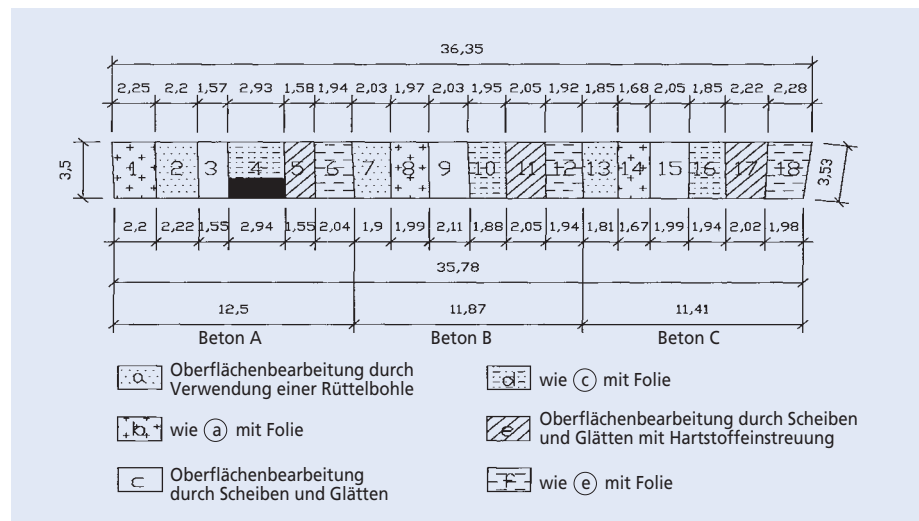 36,35
2,25 2,2 1,57 2,93 1,58 1,94 2,03 1,97 2,03 1,95 2,05 1,92 1,85 1,68 2,05 1,85 2,22 2,28
3,5 1 2 3 4 5 6 7 8 9 10 11 12 13 14 15 16 17 18 3,53
2,2 2,22 1,55 2,94 1,55 2,04 1,9 1,99 2,11 1,88 2,05 1,94 1,81 1,67 1,99 1,94 2,02 1,98
35,78
12,5 11,87 11,41
Beton A Beton B Beton C
a Oberflächenbearbeitung durch
Verwendung einer Rüttelbohle
b wie a mit Folie
c Oberflächenbearbeitung
durch Scheiben und Glätten
d wie c mit Folie
e Oberflächenbearbeitung durch Scheiben
und Glätten mit Hartstoffeinstreuung
f wie e mit Folie